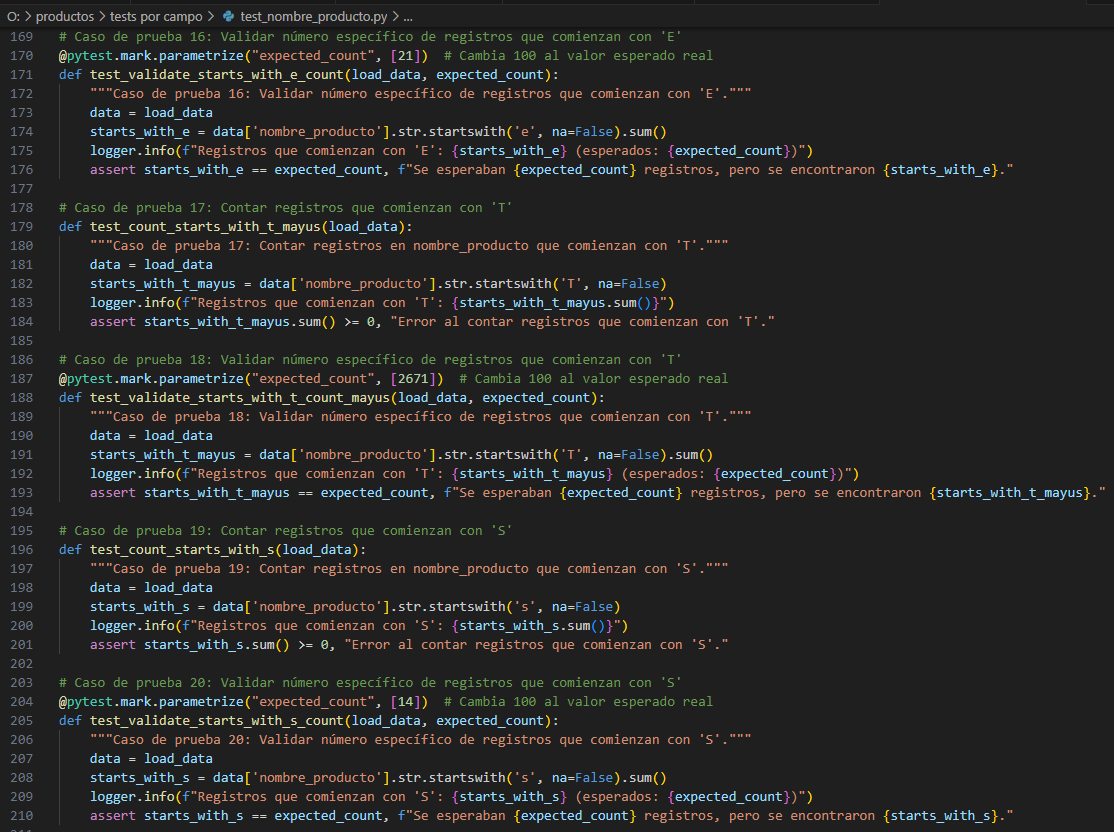 O: > productos > tests por campo > test_nombre_producto.py > ...
169 # Caso de prueba 16: Validar número específico de registros que comienzan con 'E'
170 @pytest.mark.parametrize("expected_count", [21]) # Cambia 100 al valor esperado real
171 def test_validate_starts_with_e_count(load_data, expected_count):
172 """Caso de prueba 16: Validar número específico de registros que comienzan con 'E'."""
173 data = load_data
174 starts_with_e = data['nombre_producto'].str.startswith('e', na=False).sum()
175 logger.info(f"Registros que comienzan con 'E': {starts_with_e} (esperados: {expected_count})")
176 assert starts_with_e == expected_count, f"Se esperaban {expected_count} registros, pero se encontraron {starts_with_e}."
177
178 # Caso de prueba 17: Contar registros que comienzan con 'T'
179 def test_count_starts_with_t_mayus(load_data):
180 """Caso de prueba 17: Contar registros en nombre_producto que comienzan con 'T'."""
181 data = load_data
182 starts_with_t_mayus = data['nombre_producto'].str.startswith('T', na=False)
183 logger.info(f"Registros que comienzan con 'T': {starts_with_t_mayus.sum()}")
184 assert starts_with_t_mayus.sum() >= 0, "Error al contar registros que comienzan con 'T'."
185
186 # Caso de prueba 18: Validar número específico de registros que comienzan con 'T'
187 @pytest.mark.parametrize("expected_count", [2671]) # Cambia 100 al valor esperado real
188 def test_validate_starts_with_t_count_mayus(load_data, expected_count):
189 """Caso de prueba 18: Validar número específico de registros que comienzan con 'T'."""
190 data = load_data
191 starts_with_t_mayus = data['nombre_producto'].str.startswith('T', na=False).sum()
192 logger.info(f"Registros que comienzan con 'T': {starts_with_t_mayus} (esperados: {expected_count})")
193 assert starts_with_t_mayus == expected_count, f"Se esperaban {expected_count} registros, pero se encontraron {starts_with_t_mayus}."
194
195 # Caso de prueba 19: Contar registros que comienzan con 'S'
196 def test_count_starts_with_s(load_data):
197 """Caso de prueba 19: Contar registros en nombre_producto que comienzan con 'S'."""
198 data = load_data
199 starts_with_s = data['nombre_producto'].str.startswith('s', na=False)
200 logger.info(f"Registros que comienzan con 'S': {starts_with_s.sum()}")
201 assert starts_with_s.sum() >= 0, "Error al contar registros que comienzan con 'S'."
202
203 # Caso de prueba 20: Validar número específico de registros que comienzan con 'S'
204 @pytest.mark.parametrize("expected_count", [14]) # Cambia 100 al valor esperado real
205 def test_validate_starts_with_s_count(load_data, expected_count):
206 """Caso de prueba 20: Validar número específico de registros que comienzan con 'S'."""
207 data = load_data
208 starts_with_s = data['nombre_producto'].str.startswith('s', na=False).sum()
209 logger.info(f"Registros que comienzan con 'S': {starts_with_s} (esperados: {expected_count})")
210 assert starts_with_s == expected_count, f"Se esperaban {expected_count} registros, pero se encontraron {starts_with_s}."